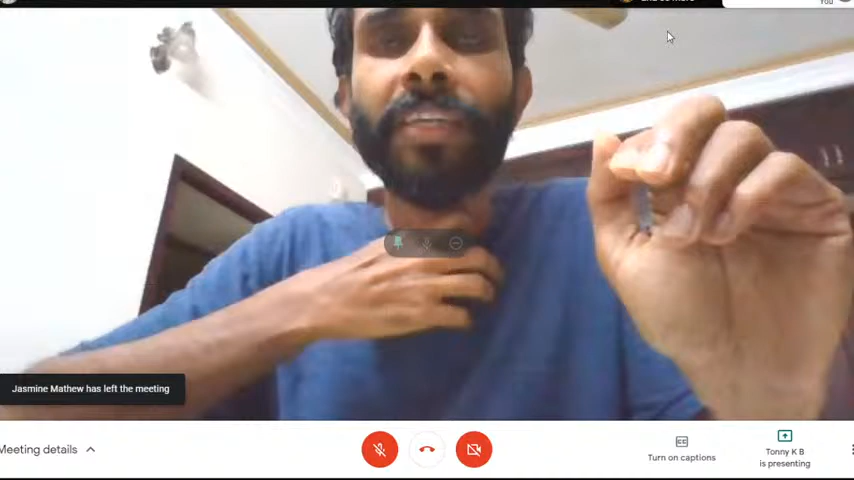 You
Jasmine Mathew has left the meeting
Meeting details
Turn on captions
Tonny K B
is presenting